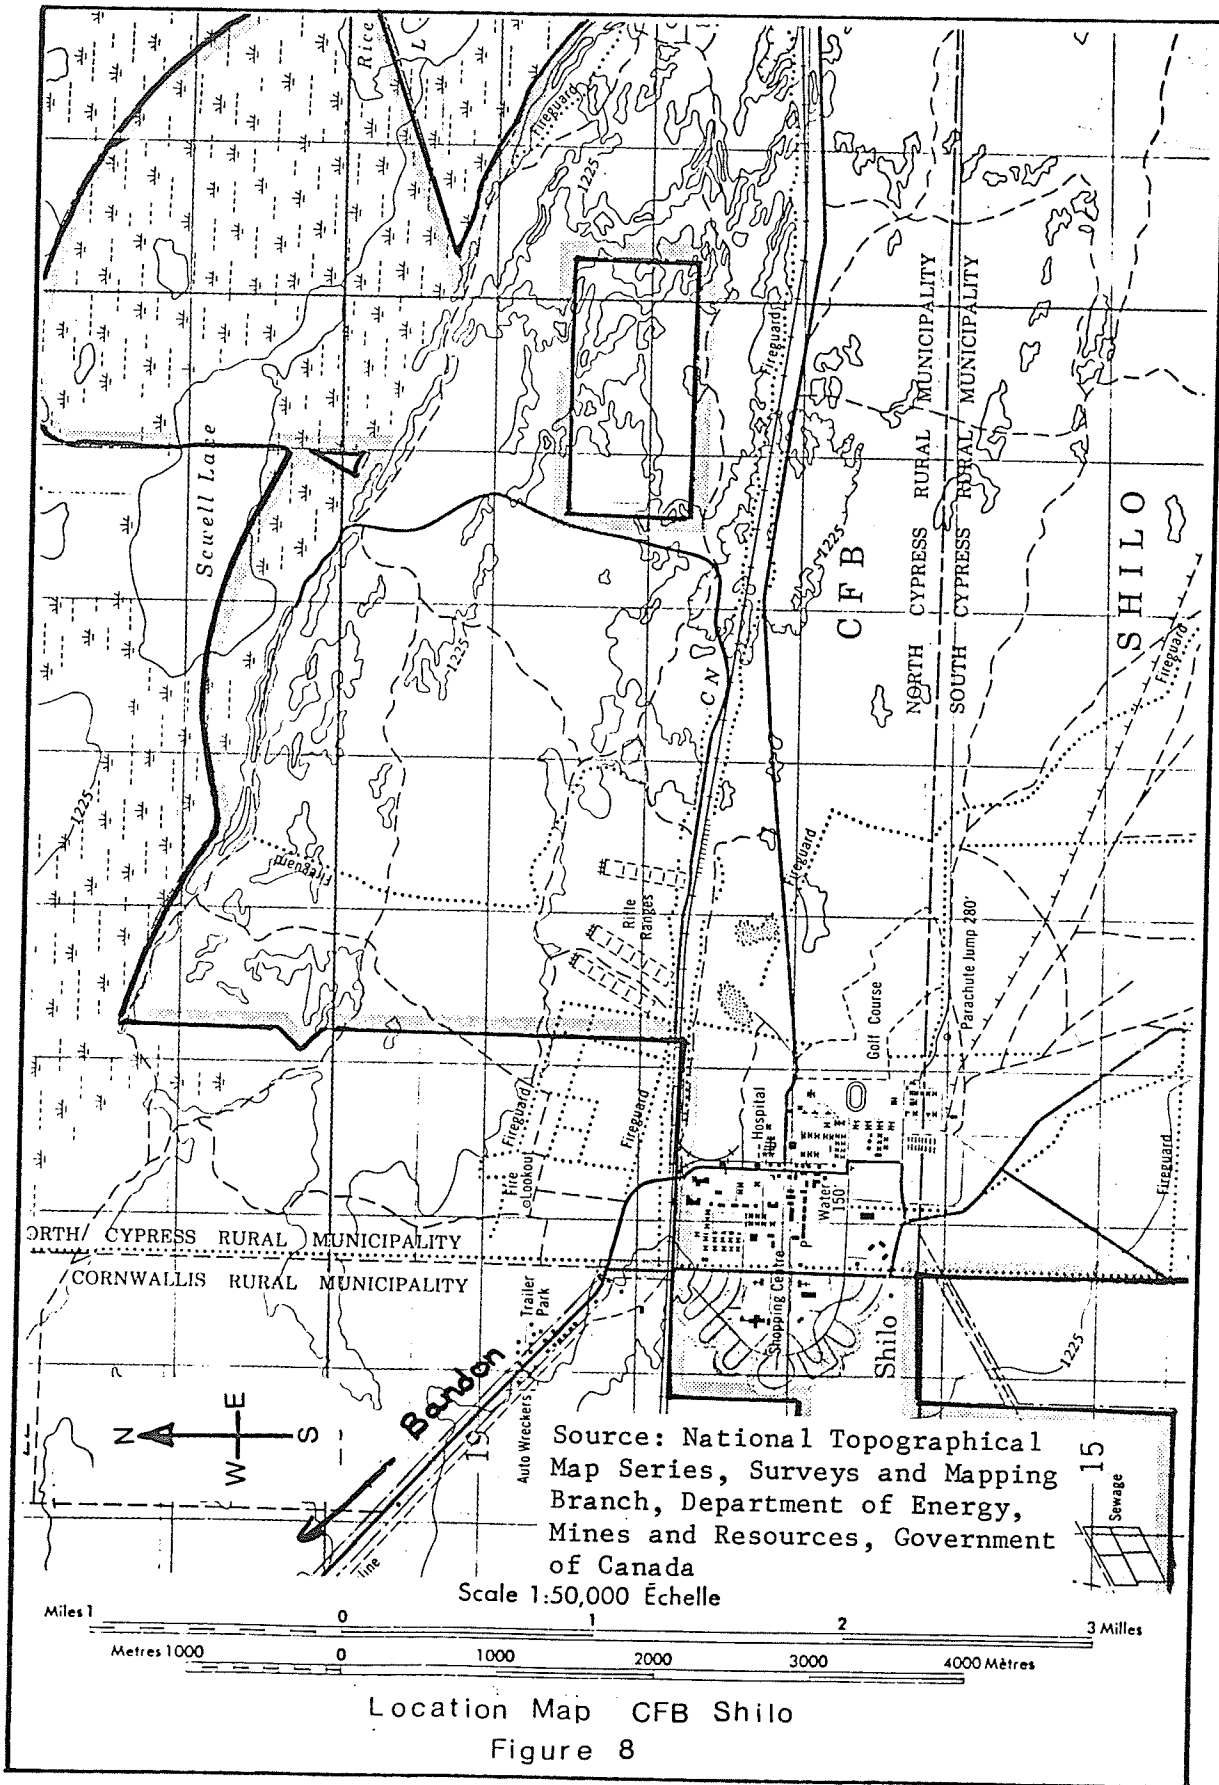 Rice
L
Fireguard
1225
Sewell Lake
Fireguard
NORTH CYPRESS RURAL MUNICIPALITY
SOUTH CYPRESS RURAL MUNICIPALITY
CFB
SHILO
1225
1225
CN
Fireguard
1225
Fireguard
Fireguard
Rifle
Ranges
Parachute Jump 280'
Golf Course
Fireguard
Fireguard
Fire
Lookout
Hospital
Water
150'
Fireguard
ORTH CYPRESS RURAL MUNICIPALITY
CORNWALLIS RURAL MUNICIPALITY
Trailer
Park
Shopping Centre
P
Shilo
1225
Bandon
Auto Wreckers
19
15
Sewage
line
N
W E
S
Source: National Topographical
Map Series, Surveys and Mapping
Branch, Department of Energy,
Mines and Resources, Government
of Canada
Scale 1:50,000 Échelle
Miles 1 0 1 2 3 Milles
Metres 1000 0 1000 2000 3000 4000 Mètres
Location Map CFB Shilo
Figure 8